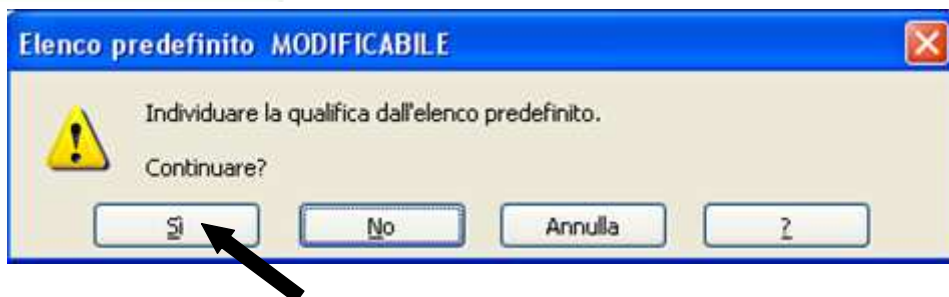 Elenco predefinito MODIFICABILE
Individuare la qualifica dall'elenco predefinito.
Continuare?
Sì No Annulla ?